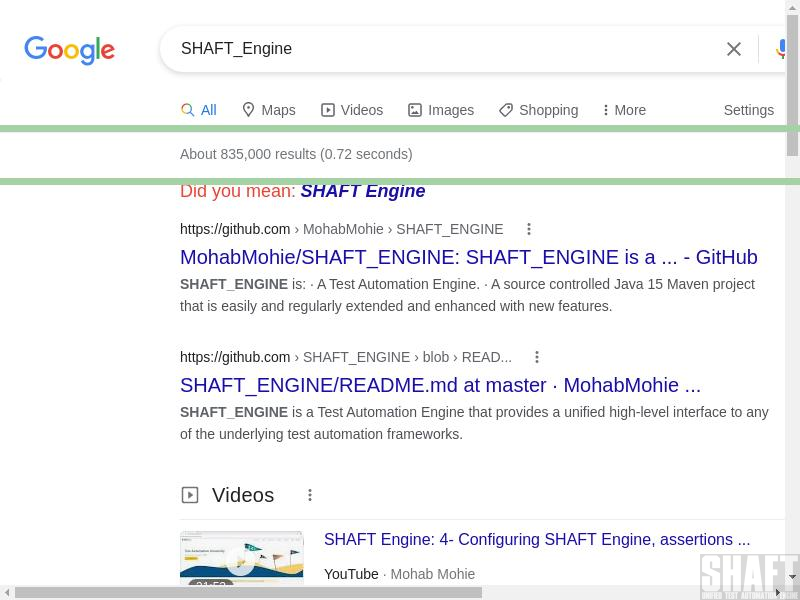 Google
SHAFT_Engine
All Maps Videos Images Shopping More Settings
About 835,000 results (0.72 seconds)
Did you mean: SHAFT Engine
https://github.com › MohabMohie › SHAFT_ENGINE
MohabMohie/SHAFT_ENGINE: SHAFT_ENGINE is a ... - GitHub
SHAFT_ENGINE is: · A Test Automation Engine. · A source controlled Java 15 Maven project
that is easily and regularly extended and enhanced with new features.
https://github.com › SHAFT_ENGINE › blob › READ...
SHAFT_ENGINE/README.md at master · MohabMohie ...
SHAFT_ENGINE is a Test Automation Engine that provides a unified high-level interface to any
of the underlying test automation frameworks.
Videos
SHAFT Engine: 4- Configuring SHAFT Engine, assertions ...
YouTube · Mohab Mohie
SHAFT